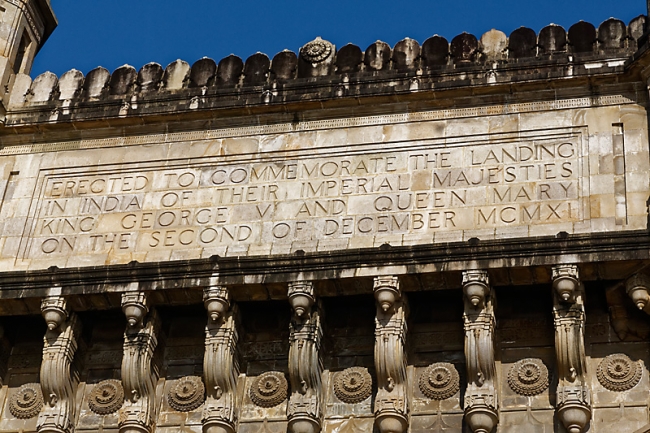 ERECTED TO COMMEMORATE THE LANDING
IN INDIA OF THEIR IMPERIAL MAJESTIES
KING GEORGE V AND QUEEN MARY
ON THE SECOND OF DECEMBER MCMXI